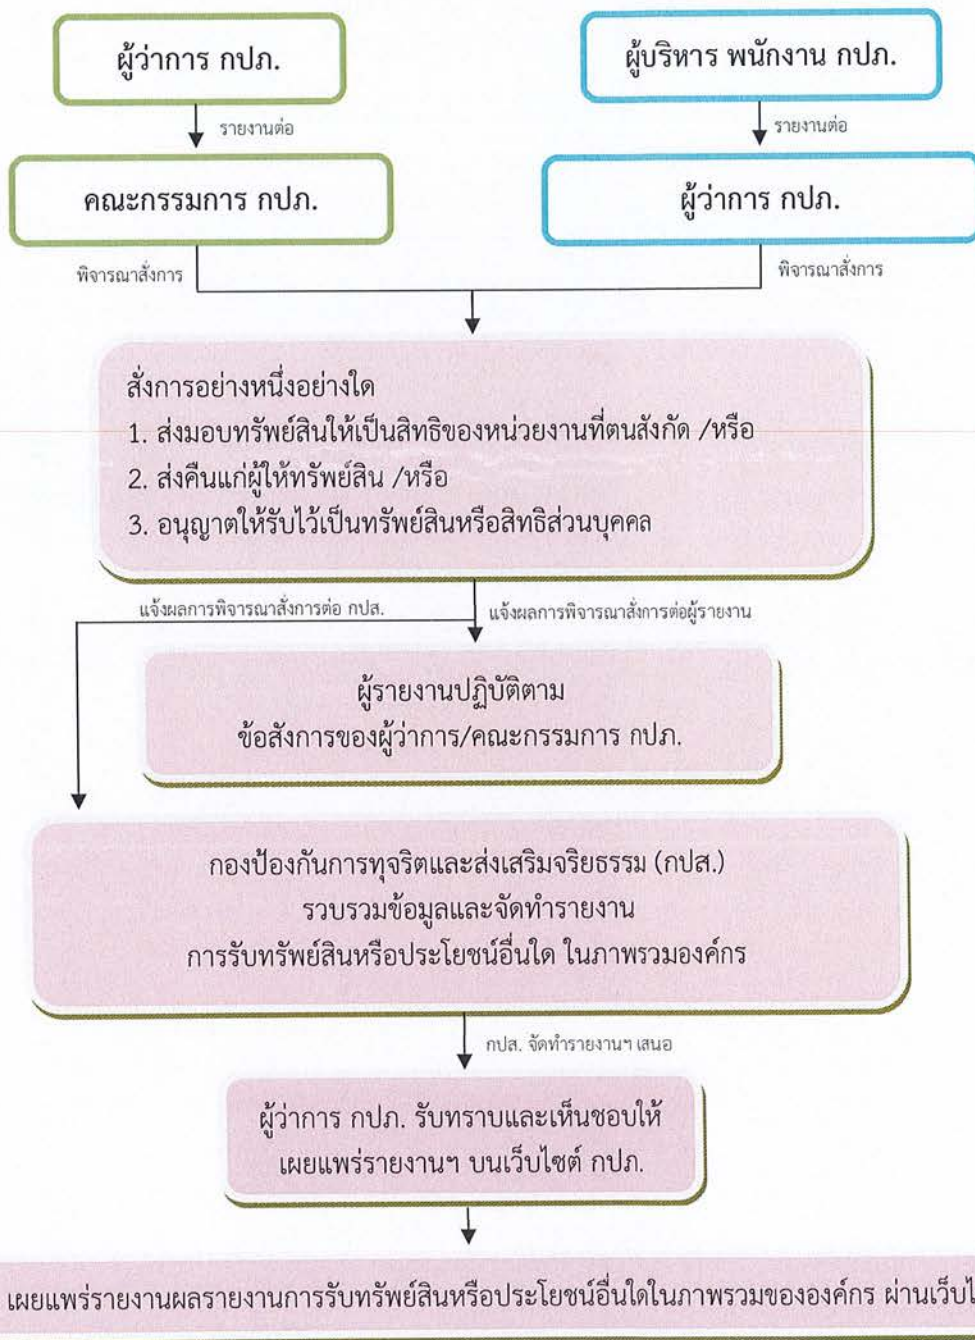 ผู้ว่าการ กปภ.
ผู้บริหาร พนักงาน กปภ.
รายงานต่อ
รายงานต่อ
คณะกรรมการ กปภ.
ผู้ว่าการ กปภ.
พิจารณาสั่งการ
พิจารณาสั่งการ
สั่งการอย่างหนึ่งอย่างใด
1. ส่งมอบทรัพย์สินให้เป็นสิทธิของหน่วยงานที่ตนสังกัด /หรือ
2. ส่งคืนแก่ผู้ให้ทรัพย์สิน /หรือ
3. อนุญาตให้รับไว้เป็นทรัพย์สินหรือสิทธิส่วนบุคคล
แจ้งผลการพิจารณาสั่งการต่อ กปส.
แจ้งผลการพิจารณาสั่งการต่อผู้รายงาน
ผู้รายงานปฏิบัติตาม
ข้อสั่งการของผู้ว่าการ/คณะกรรมการ กปภ.
กองป้องกันการทุจริตและส่งเสริมจริยธรรม (กปส.)
รวบรวมข้อมูลและจัดทำรายงาน
การรับทรัพย์สินหรือประโยชน์อื่นใด ในภาพรวมองค์กร
กปส. จัดทำรายงานฯ เสนอ
ผู้ว่าการ กปภ. รับทราบและเห็นชอบให้
เผยแพร่รายงานฯ บนเว็บไซต์ กปภ.
เผยแพร่รายงานผลรายงานการรับทรัพย์สินหรือประโยชน์อื่นใดในภาพรวมขององค์กร ผ่าน